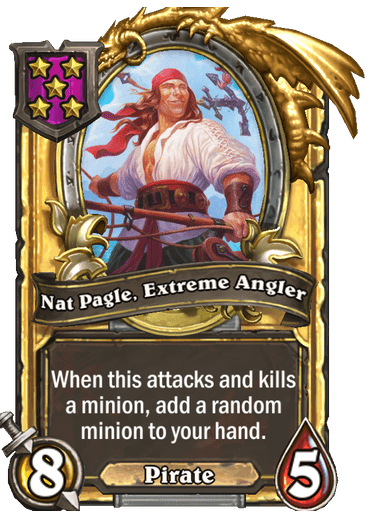 Nat Pagle, Extreme Angler
When this attacks and kills
a minion, add a random
minion to your hand.
8
Pirate
5